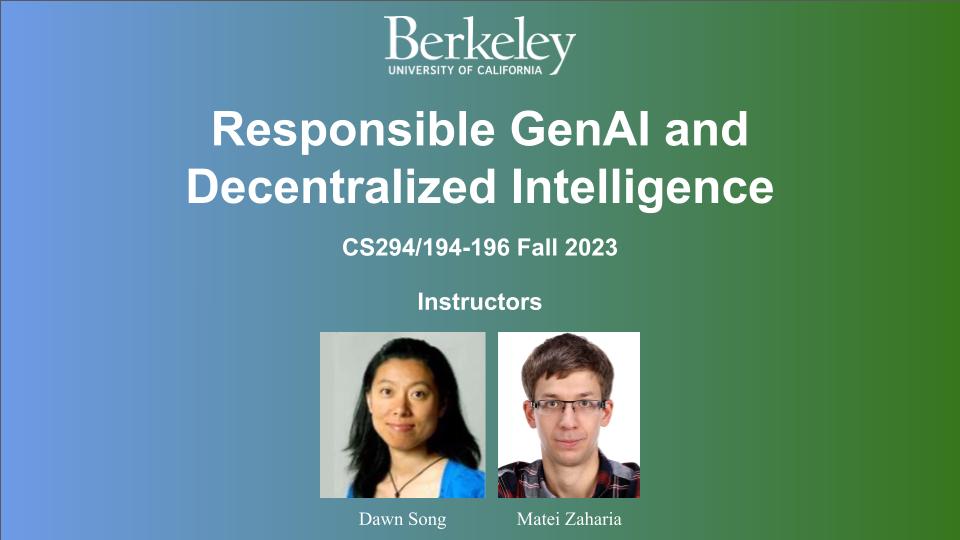 Berkeley
UNIVERSITY OF CALIFORNIA
Responsible GenAI and
Decentralized Intelligence
CS294/194-196 Fall 2023
Instructors
Dawn Song
Matei Zaharia